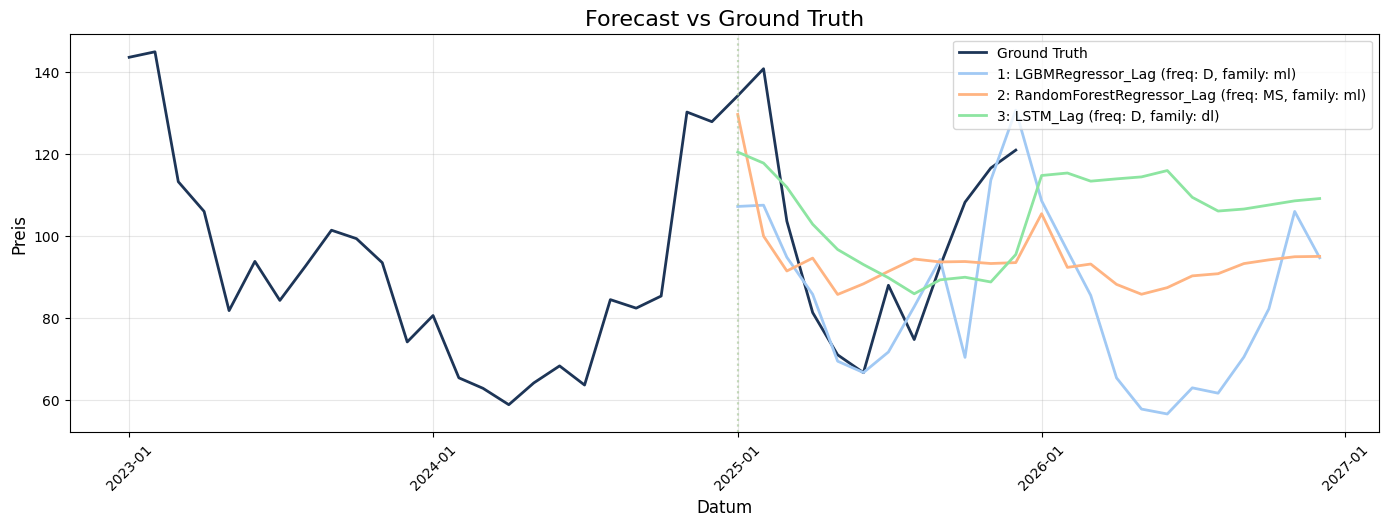 Forecast vs Ground Truth
Ground Truth
1: LGBMRegressor_Lag (freq: D, family: ml)
2: RandomForestRegressor_Lag (freq: MS, family: ml)
3: LSTM_Lag (freq: D, family: dl)
Preis
140
120
100
80
60
2023-01
2024-01
2025-01
2026-01
2027-01
Datum